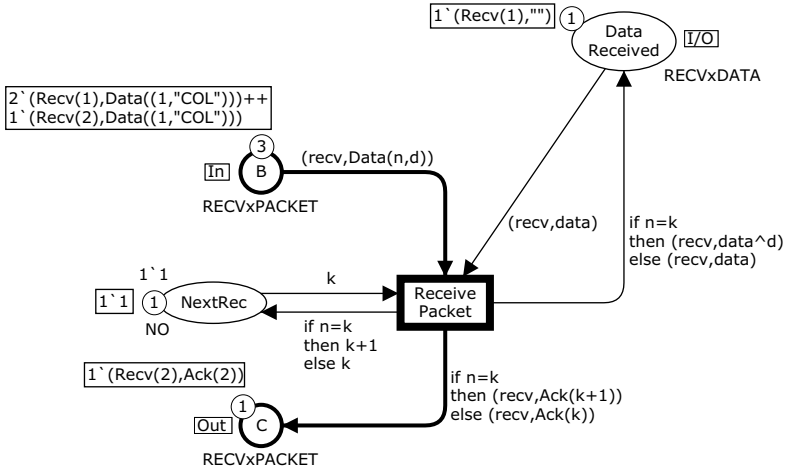 1`(Recv(1),"")
1
Data
Received
I/O
RECVxDATA
2`(Recv(1),Data((1,"COL")))++
1`(Recv(2),Data((1,"COL")))
3
In
B
(recv,Data(n,d))
RECVxPACKET
(recv,data)
if n=k
then (recv,data^d)
else (recv,data)
1`1
1`1
1
NextRec
NO
k
Receive
Packet
if n=k
then k+1
else k
1`(Recv(2),Ack(2))
1
Out
C
RECVxPACKET
if n=k
then (recv,Ack(k+1))
else (recv,Ack(k))